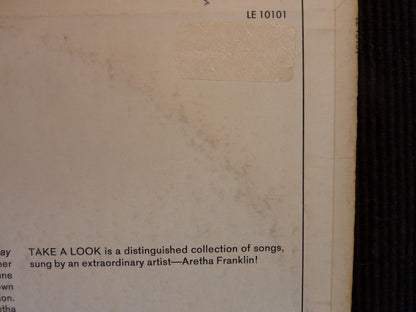 LE 10101
TAKE A LOOK is a distinguished collection of songs,
sung by an extraordinary artist—Aretha Franklin!